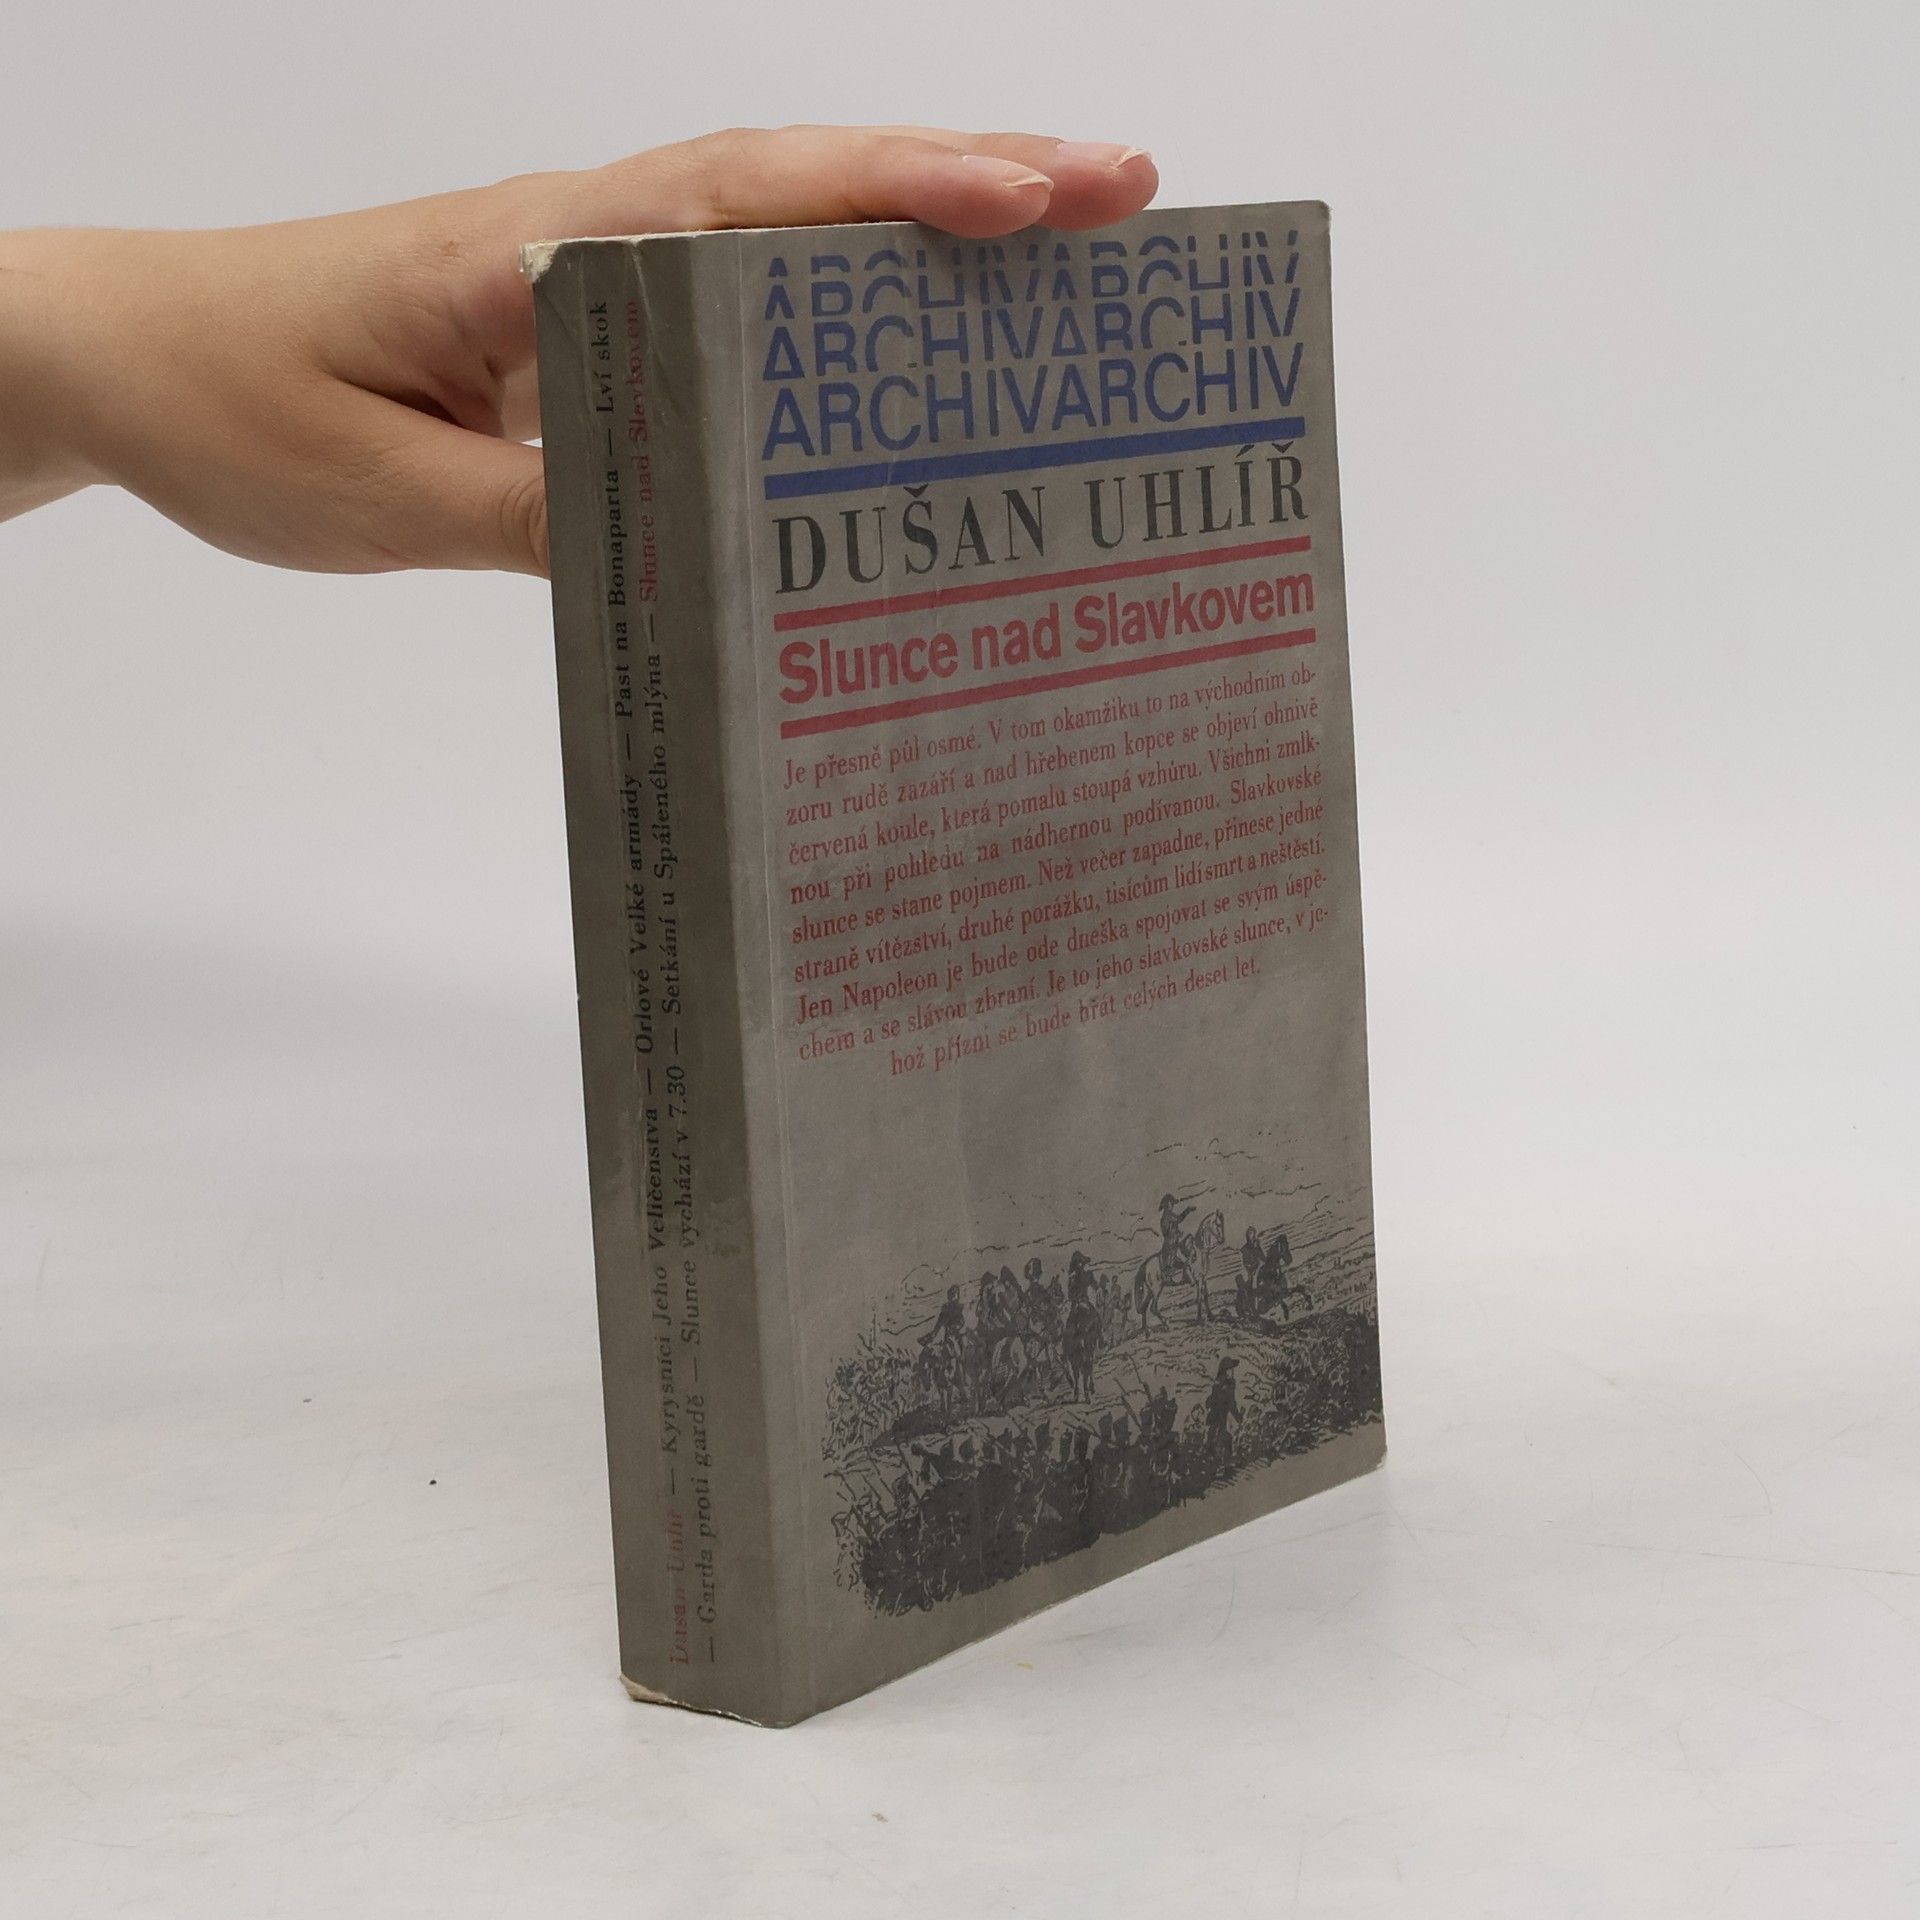 ARCHIVARCHIV
ARCHIVARCHIV
ARCHIVARCHIV
ARCHIVARCHIV
DUŠAN UHLÍŘ
Slunce nad Slavkovem
Je přesně půl osmé. V tom okamžiku to na východním ob-
zoru rudě zazáří a nad hřebenem kopce se objeví ohnivě
červená koule, která pomalu stoupá vzhůru. Všichni zmlk-
nou při pohledu na nádhernou podívanou. Slavkovské
slunce se stane pojmem. Než večer zapadne, přinese jedné
straně vítězství, druhé porážku, tisícům lidí smrt a neštěstí.
Jen Napoleon je bude ode dneška spojovat se svým úspě-
chem a se slávou zbraní. Je to jeho slavkovské slunce, v je-
hož přízni se bude hřát celých deset let.
Dušan Uhlíř — Kyrysníci Jeho Veličenstva — Orlové Velké armády — Past na Bonaparta — Lví skok
— Garda proti gardě — Slunce vychází v 7.30 — Setkání u Spáleného mlýna — Slunce nad Slavkovem